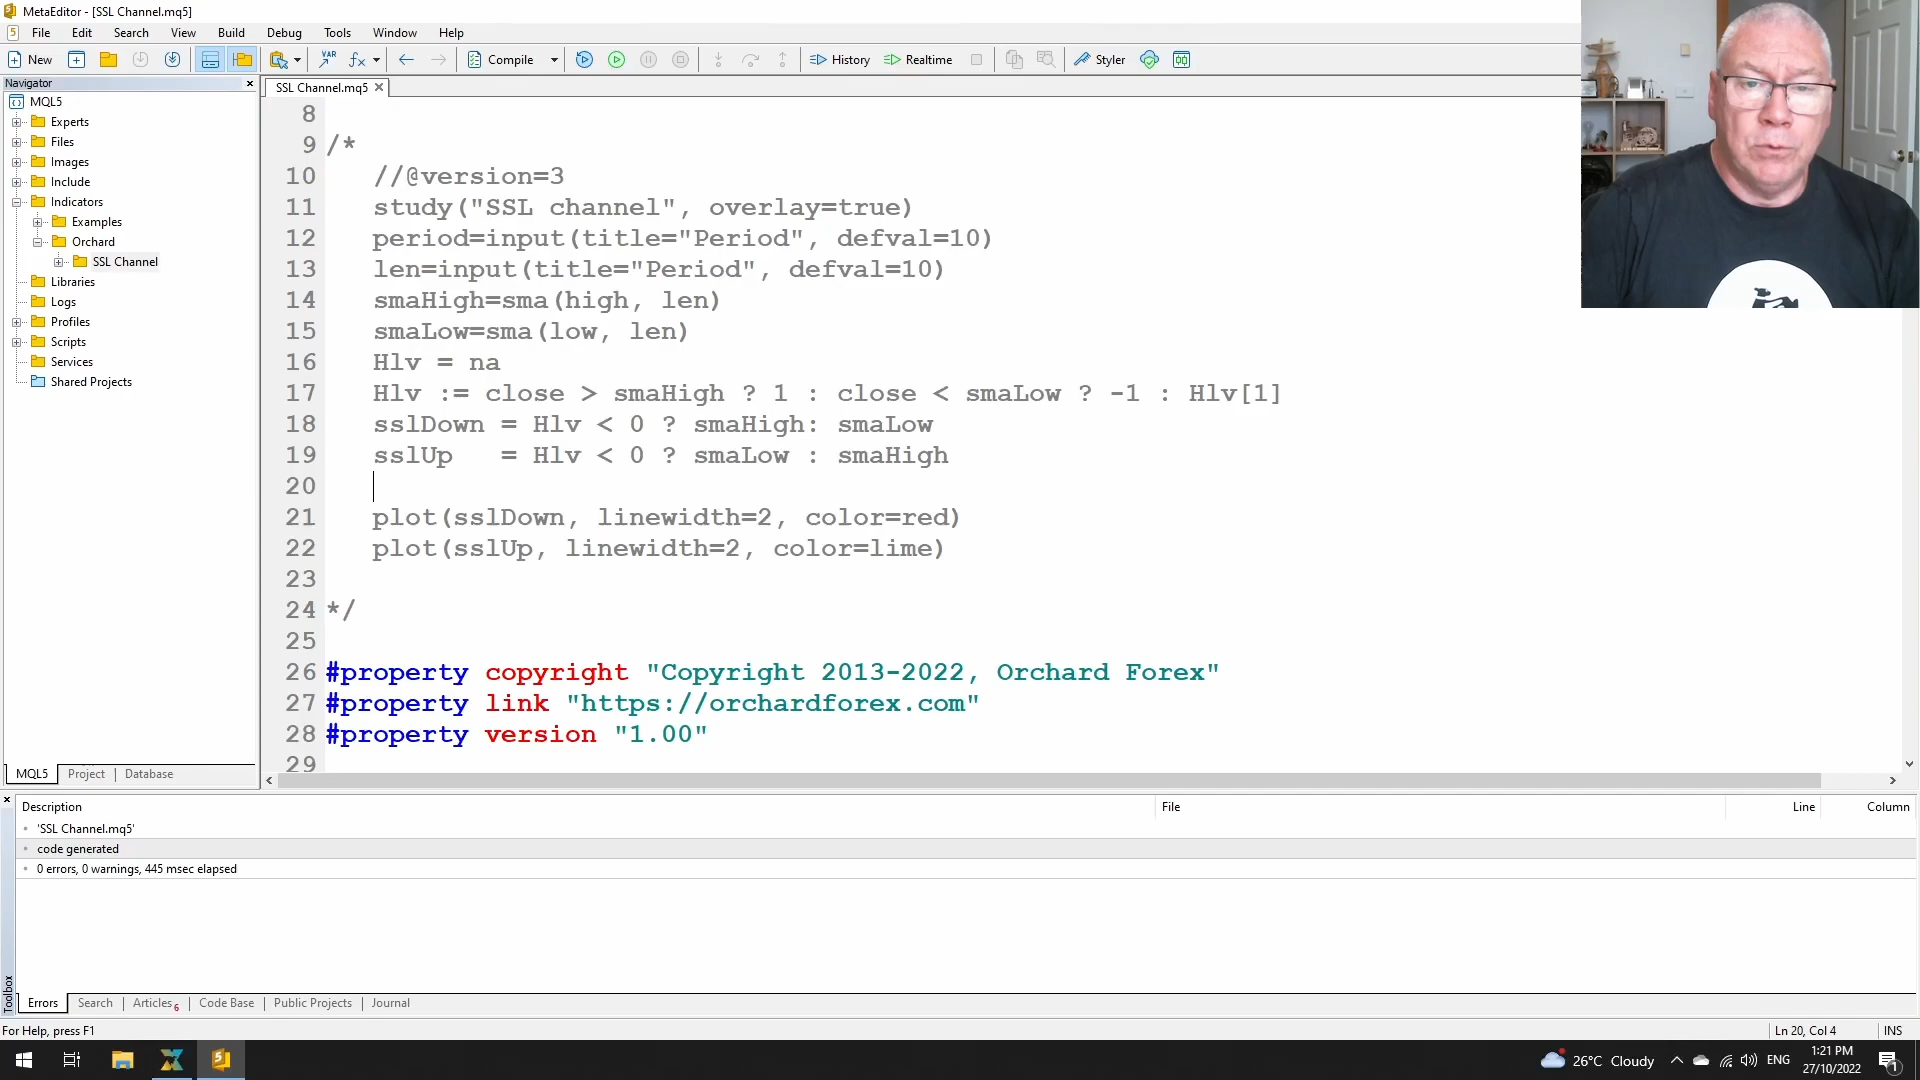 MetaEditor - [SSL Channel.mq5]
File Edit Search View Build Debug Tools Window Help
New
Compile
History
Realtime
Styler
Navigator
MQL5
Experts
Files
Images
Include
Indicators
Examples
Orchard
SSL Channel
Libraries
Logs
Profiles
Scripts
Services
Shared Projects
MQL5 Project Database
SSL Channel.mq5
8
9 /*
10 //@version=3
11 study("SSL channel", overlay=true)
12 period=input(title="Period", defval=10)
13 len=input(title="Period", defval=10)
14 smaHigh=sma(high, len)
15 smaLow=sma(low, len)
16 Hlv = na
17 Hlv := close > smaHigh ? 1 : close < smaLow ? -1 : Hlv[1]
18 sslDown = Hlv < 0 ? smaHigh: smaLow
19 sslUp   = Hlv < 0 ? smaLow : smaHigh
20
21 plot(sslDown, linewidth=2, color=red)
22 plot(sslUp, linewidth=2, color=lime)
23
24 */
25
26 #property copyright "Copyright 2013-2022, Orchard Forex"
27 #property link "https://orchardforex.com"
28 #property version "1.00"
29
Description File Line Column
'SSL Channel.mq5'
code generated
0 errors, 0 warnings, 445 msec elapsed
Toolbox
Errors Search Articles 6 Code Base Public Projects Journal
For Help, press F1
Ln 20, Col 4 INS
26°C Cloudy ENG
1:21 PM
27/10/2022
1